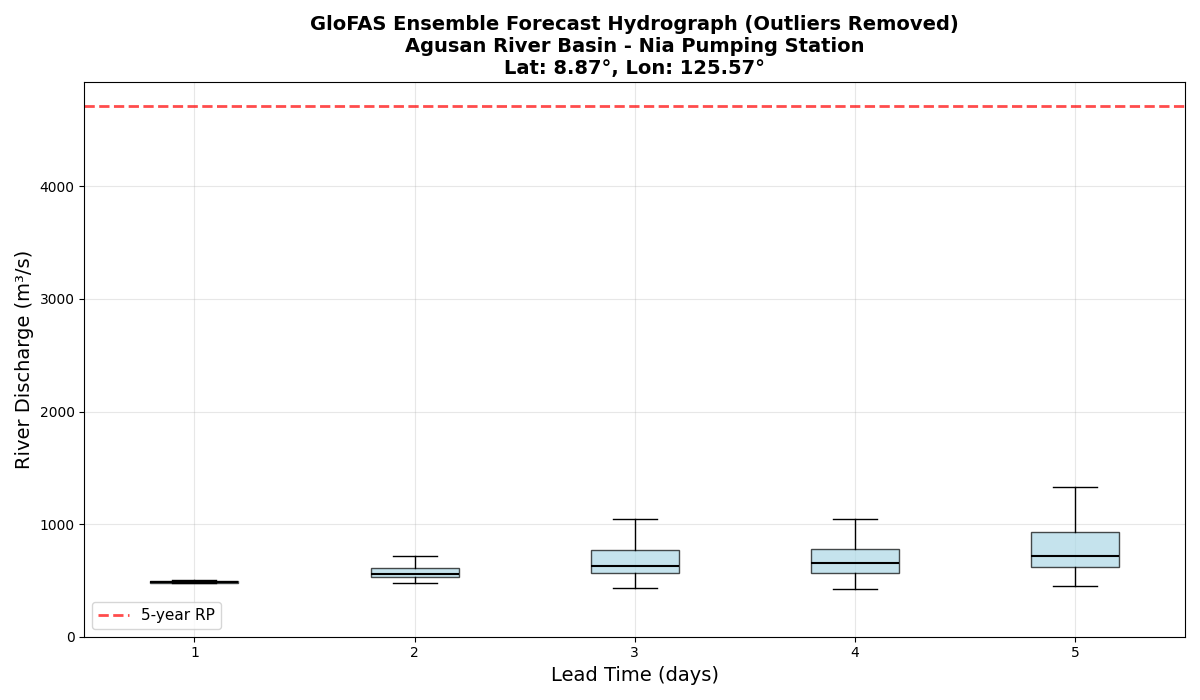 GloFAS Ensemble Forecast Hydrograph (Outliers Removed)
Agusan River Basin - Nia Pumping Station
Lat: 8.87°, Lon: 125.57°
River Discharge (m³/s)
4000
3000
2000
1000
0
5-year RP
1
2
3
4
5
Lead Time (days)